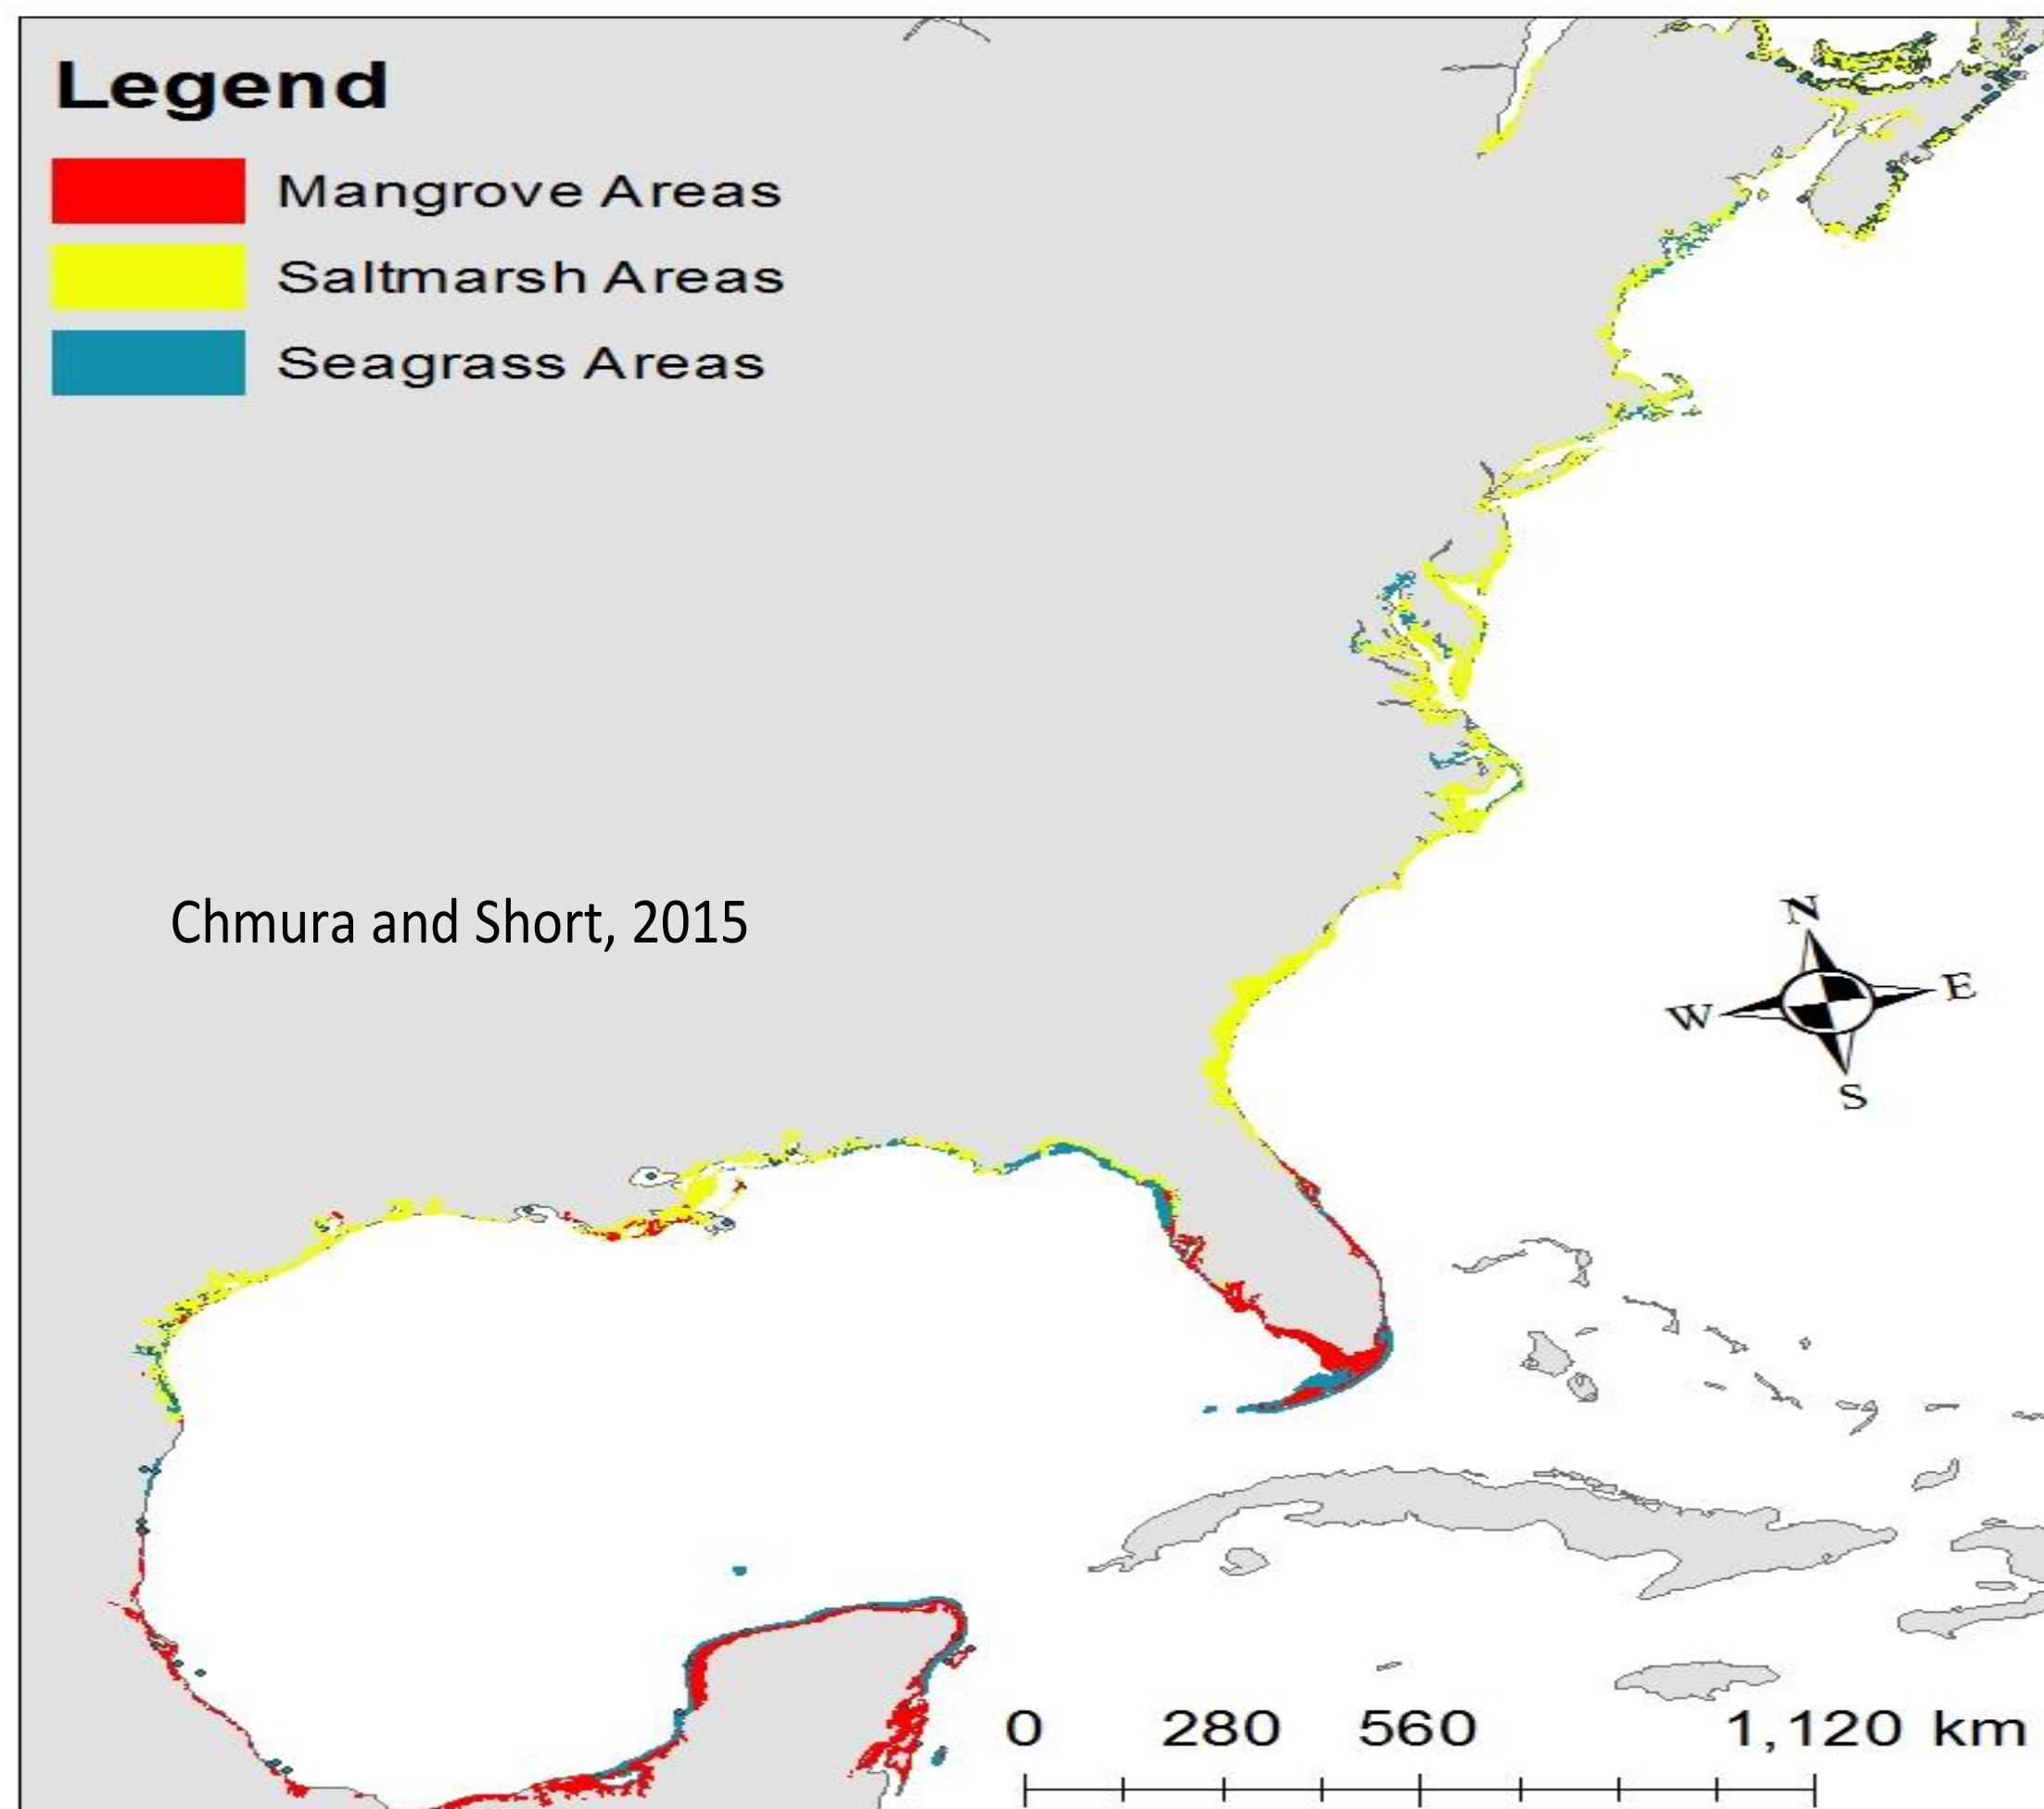 Legend
Mangrove Areas
Saltmarsh Areas
Seagrass Areas
Chmura and Short, 2015
N
W
E
S
0 280 560 1,120 km